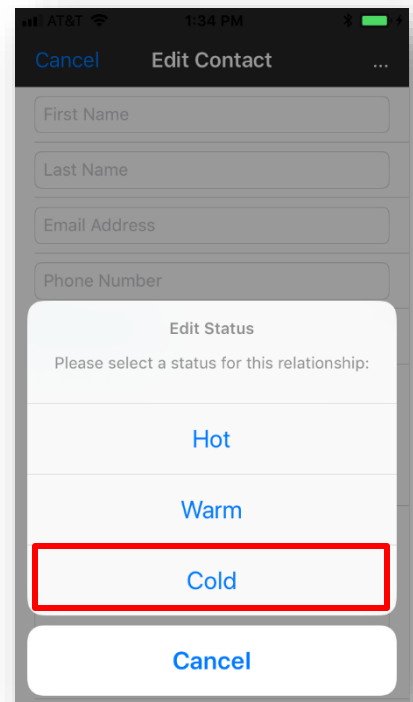 AT&T 1:34 PM
Cancel Edit Contact ...
First Name
Last Name
Email Address
Phone Number
Edit Status
Please select a status for this relationship:
Hot
Warm
Cold
Cancel